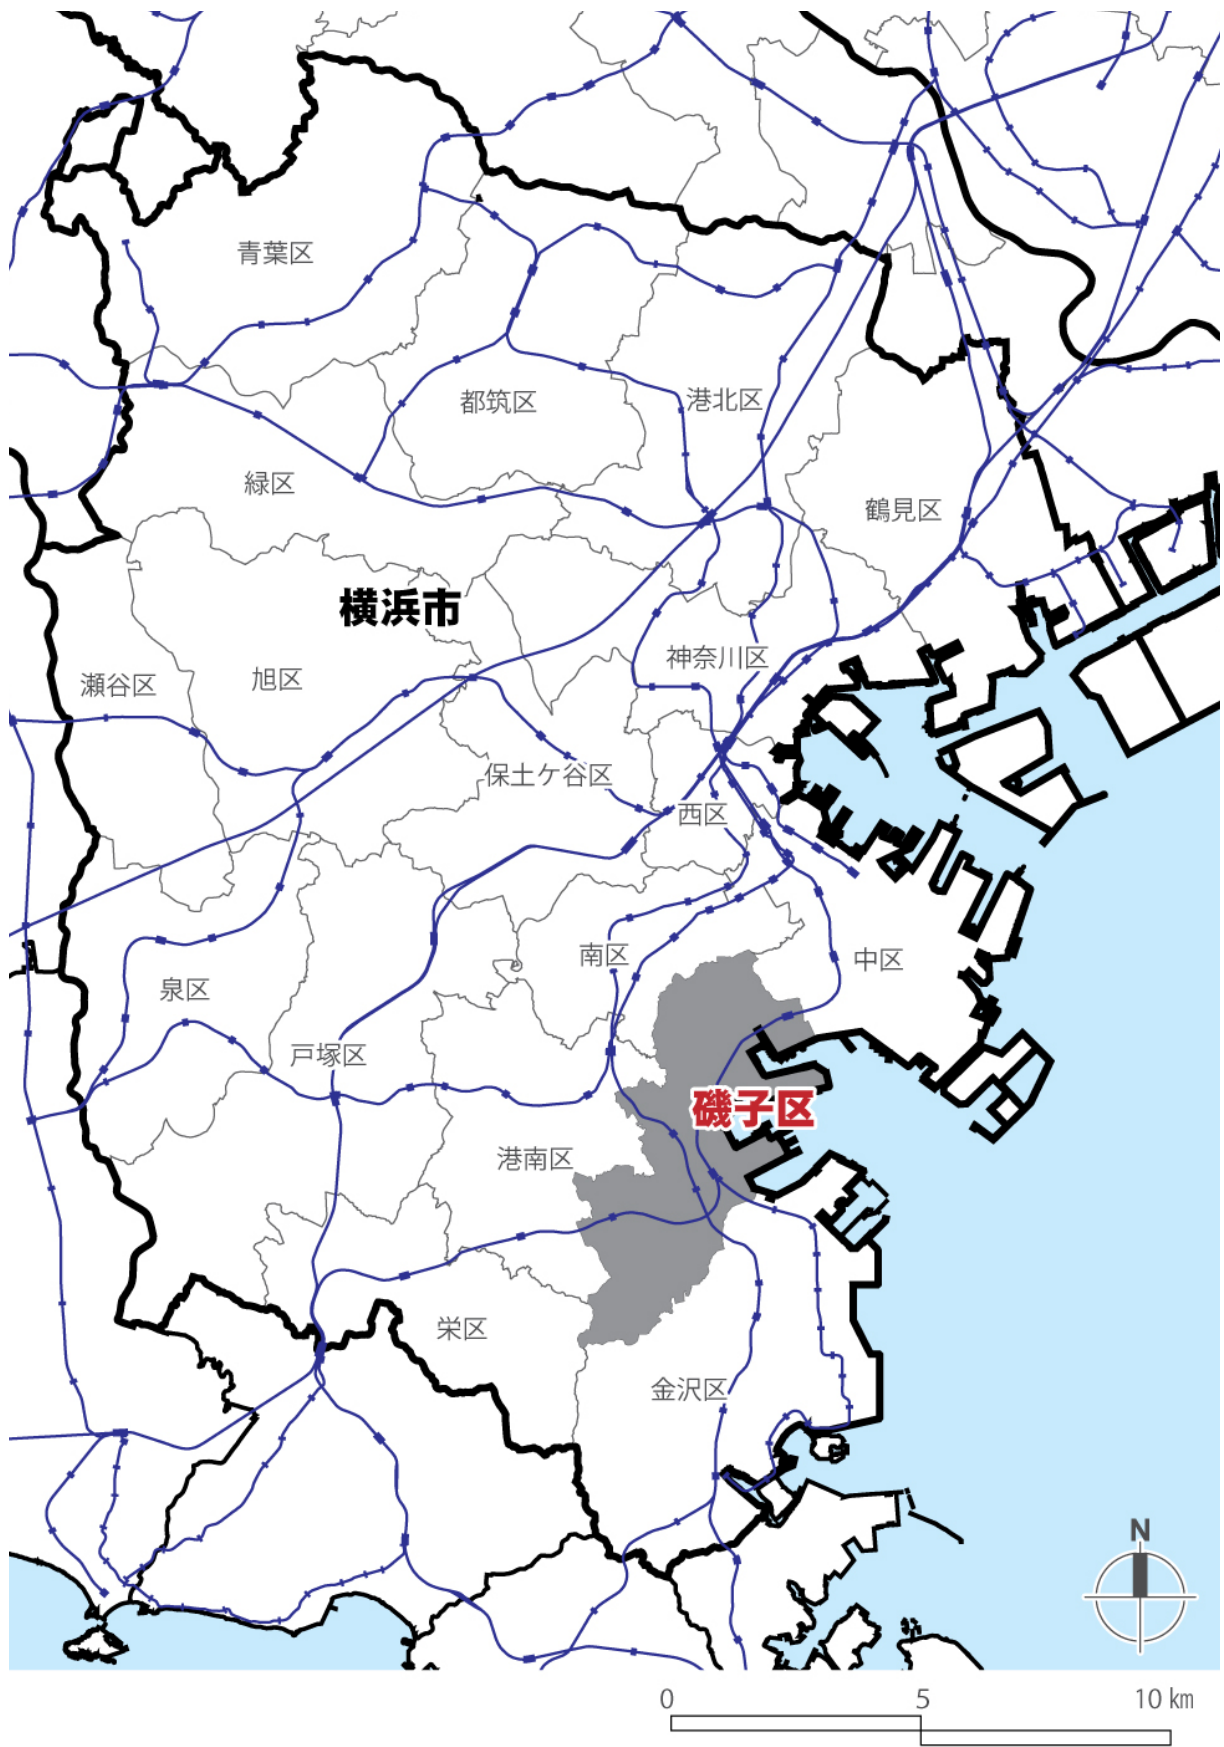 青葉区
都筑区
港北区
緑区
鶴見区
横浜市
神奈川区
瀬谷区
旭区
保土ケ谷区
西区
南区
中区
泉区
戸塚区
磯子区
港南区
栄区
金沢区
N
0 5 10 km